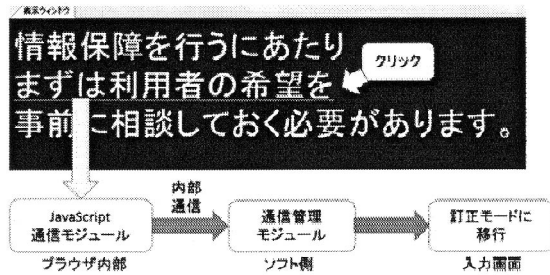 表示ウィンドウ
情報保障を行うにあたり
まずは利用者の希望を
事前に相談しておく必要があります。
クリック
内部
通信
JavaScript
通信モジュール
通信管理
モジュール
訂正モードに
移行
ブラウザ内部
ソフト側
入力画面